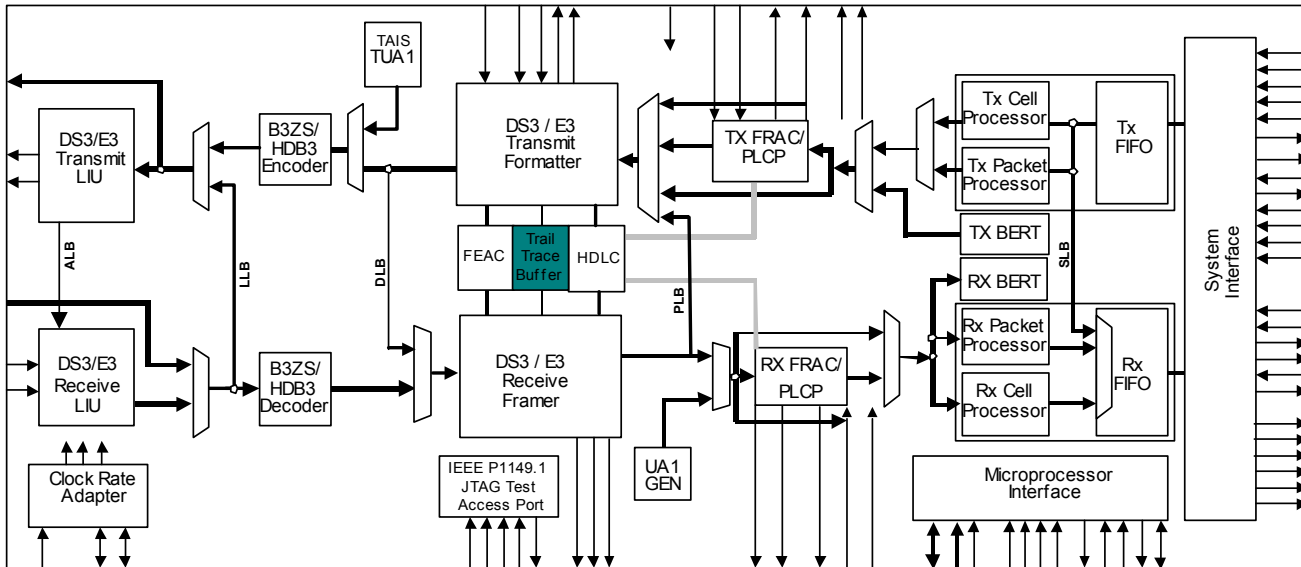 TAIS
TUA1
DS3/E3
Transmit
LIU
B3ZS/
HDB3
Encoder
DS3 / E3
Transmit
Formatter
TX FRAC/
PLCP
Tx Cell
Processor
Tx Packet
Processor
Tx
FIFO
TX BERT
RX BERT
System
Interface
ALB
LLB
DLB
FEAC
Trail
Trace
Buffer
HDLC
PLB
SLB
DS3/E3
Receive
LIU
B3ZS/
HDB3
Decoder
DS3 / E3
Receive
Framer
RX FRAC/
PLCP
Rx Packet
Processor
Rx Cell
Processor
Rx
FIFO
UA1
GEN
Clock Rate
Adapter
IEEE P1149.1
JTAG Test
Access Port
Microprocessor
Interface